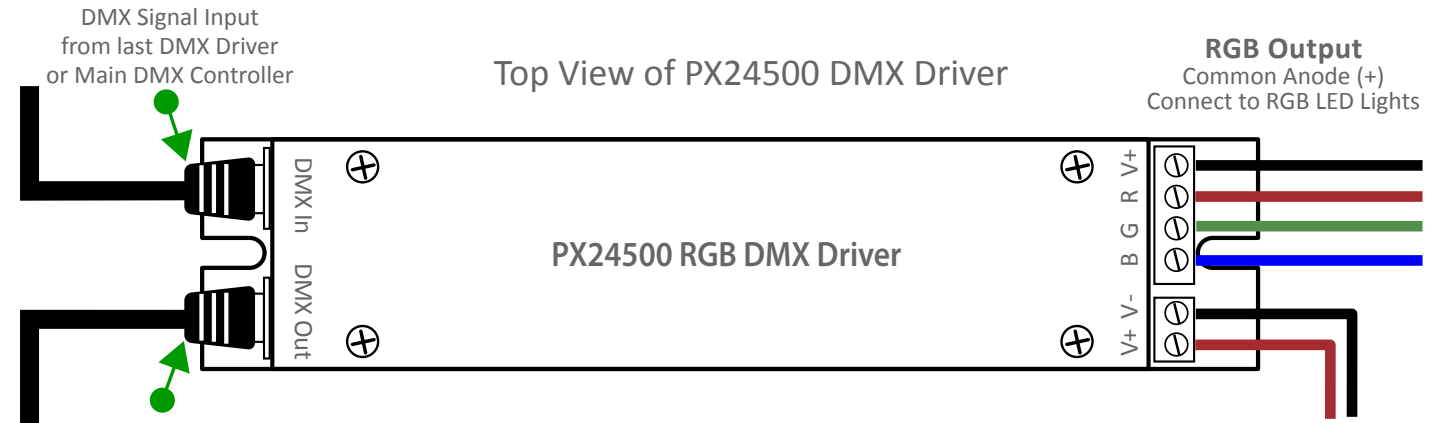 DMX Signal Input
from last DMX Driver
or Main DMX Controller
Top View of PX24500 DMX Driver
RGB Output
Common Anode (+)
Connect to RGB LED Lights
DMX In
DMX Out
PX24500 RGB DMX Driver
V+
R
G
B
V-
V+